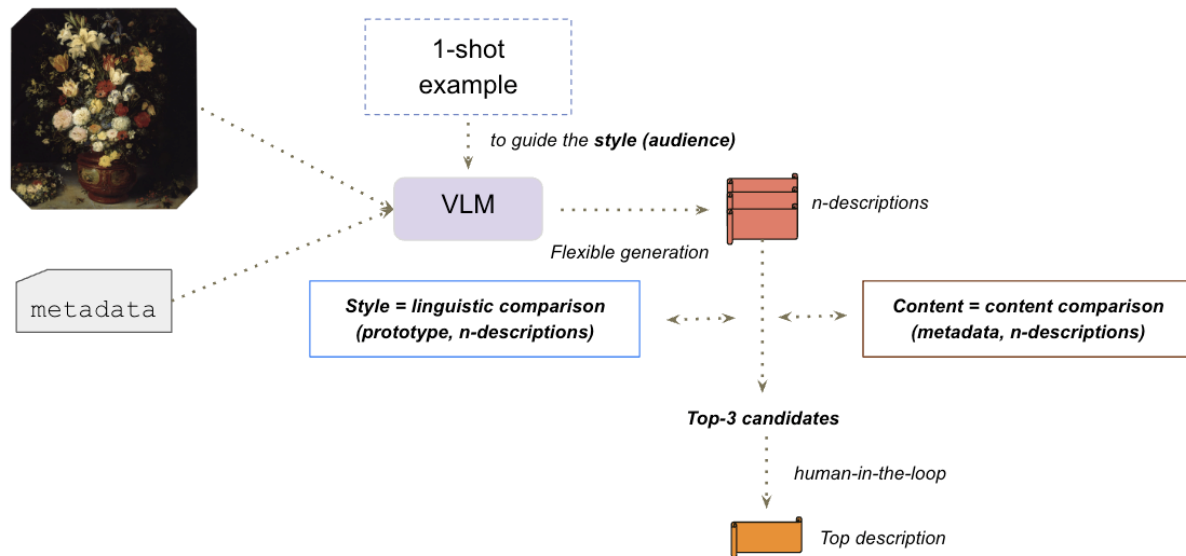 1-shot
example
to guide the style (audience)
VLM
n-descriptions
Flexible generation
metadata
Style = linguistic comparison
(prototype, n-descriptions)
Content = content comparison
(metadata, n-descriptions)
Top-3 candidates
human-in-the-loop
Top description